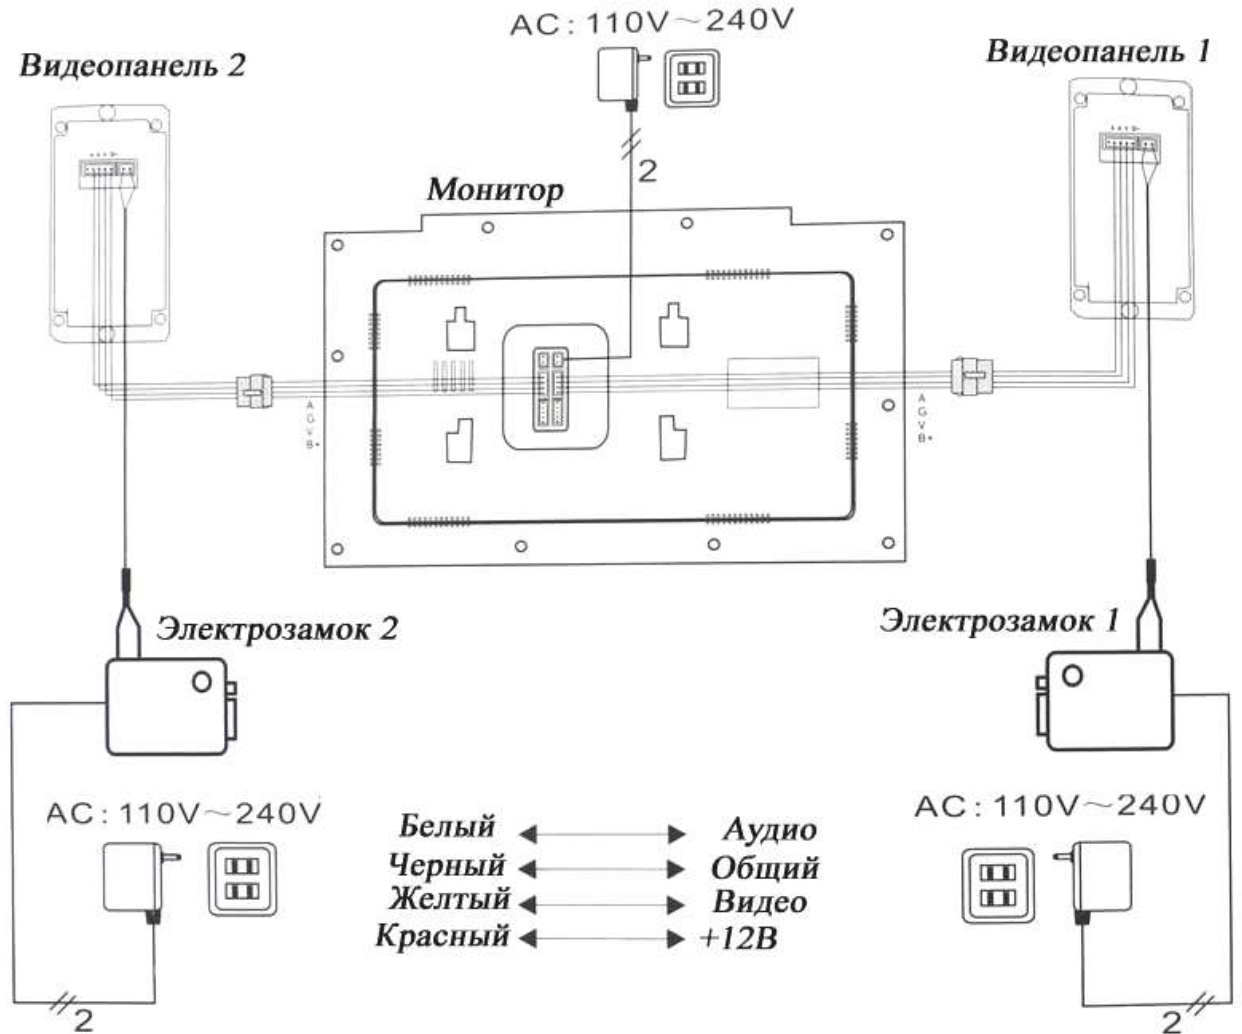 AC: 110V～240V
Видеопанель 2
Видеопанель 1
2
Монитор
A
G
V
B+
A
G
V
B+
Электрозамок 2
Электрозамок 1
AC: 110V～240V
AC: 110V～240V
Белый Аудио
Черный Общий
Желтый Видео
Красный +12В
2
2